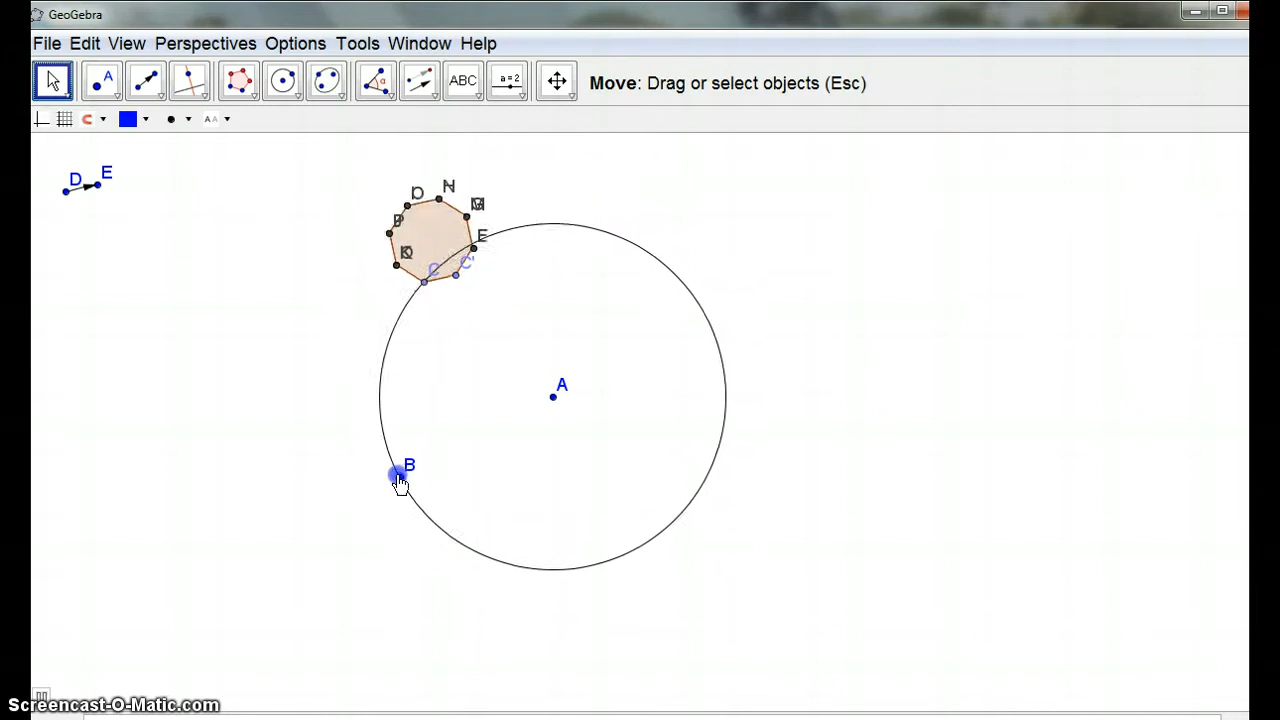 GeoGebra
File Edit View Perspectives Options Tools Window Help
A ABC a=2 Move: Drag or select objects (Esc)
A A
D E
N
E
C C'
A
B
Screencast-O-Matic.com